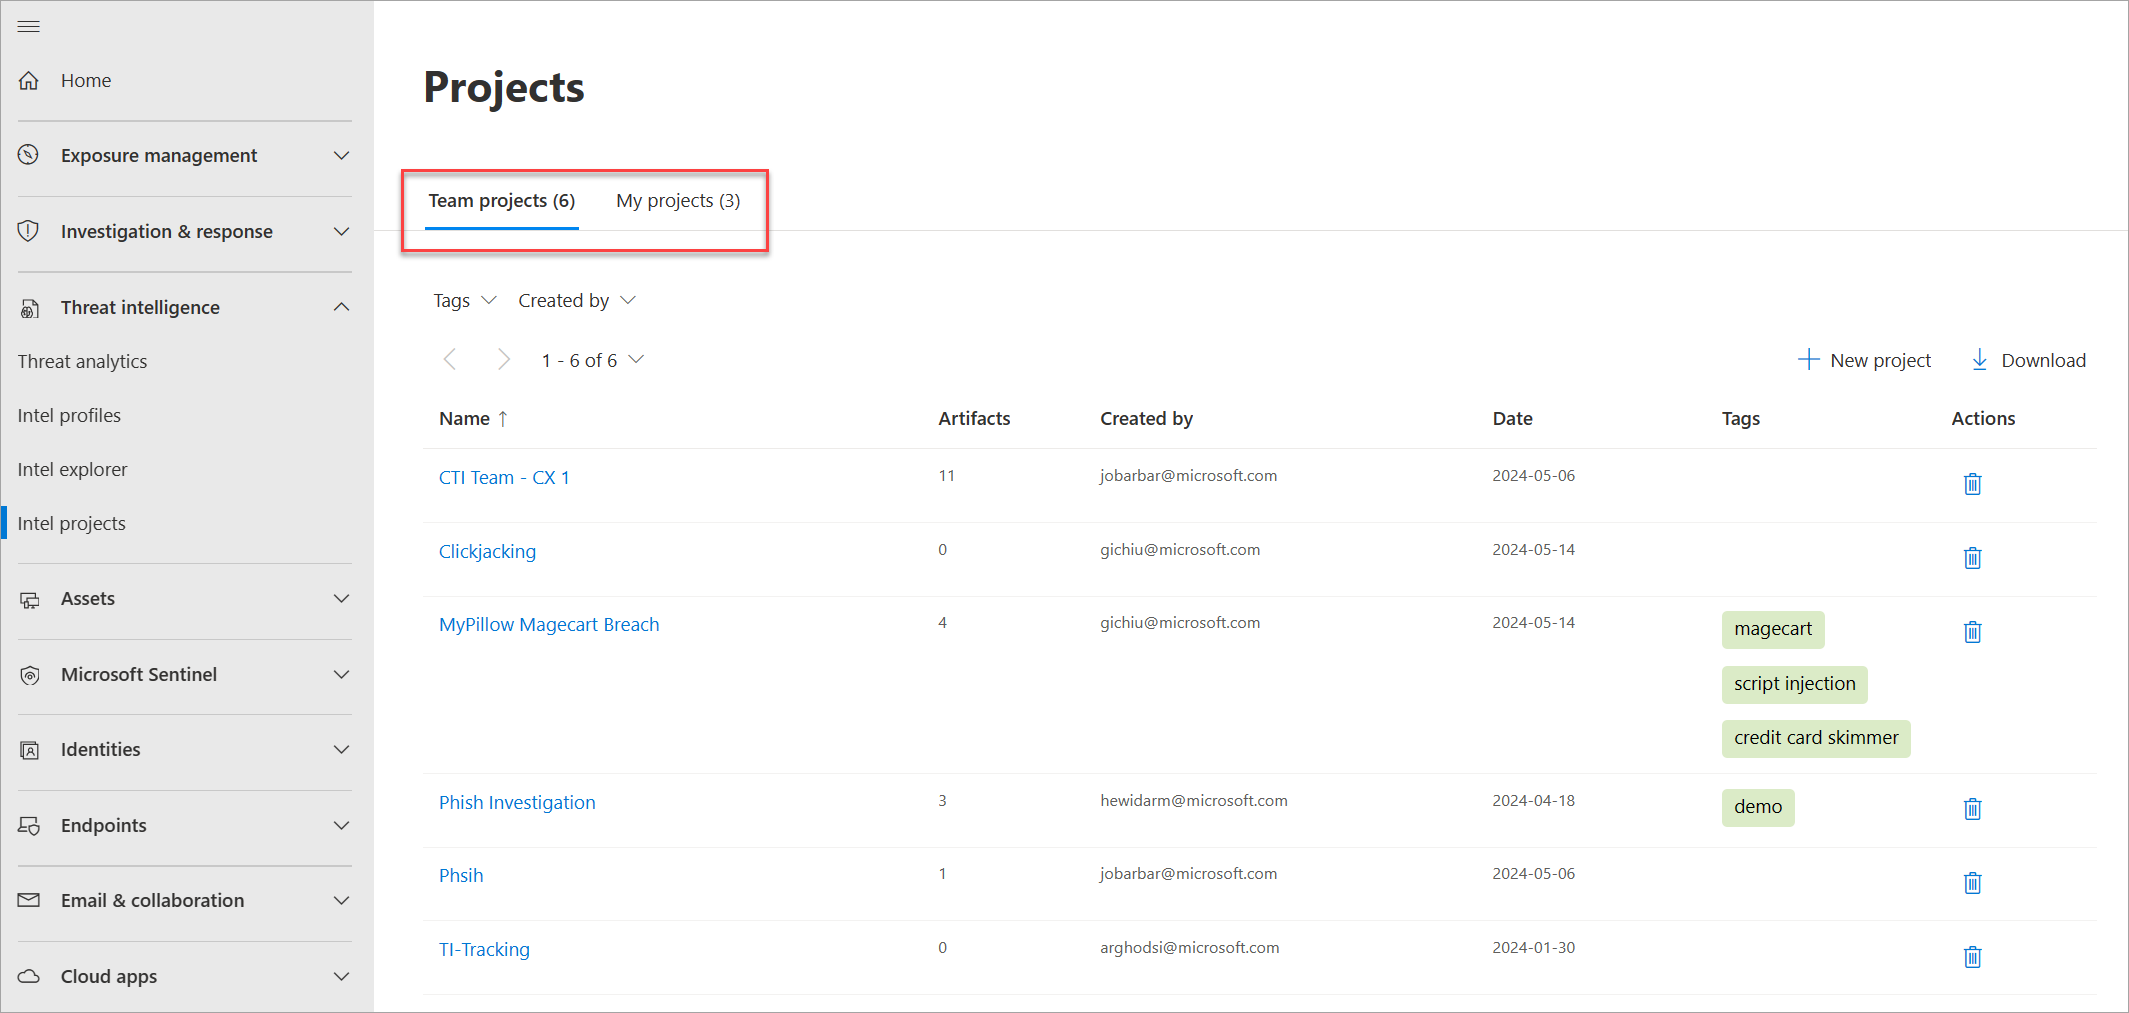 Home
Exposure management
Investigation & response
Threat intelligence
Threat analytics
Intel profiles
Intel explorer
Intel projects
Assets
Microsoft Sentinel
Identities
Endpoints
Email & collaboration
Cloud apps
Projects
Team projects (6) My projects (3)
Tags Created by
1 - 6 of 6 New project Download
Name ↑ Artifacts Created by Date Tags Actions
CTI Team - CX 1 11 jobarbar@microsoft.com 2024-05-06
Clickjacking 0 gichiu@microsoft.com 2024-05-14
MyPillow Magecart Breach 4 gichiu@microsoft.com 2024-05-14 magecart
script injection
credit card skimmer
Phish Investigation 3 hewidarm@microsoft.com 2024-04-18 demo
Phsih 1 jobarbar@microsoft.com 2024-05-06
TI-Tracking 0 arghodsi@microsoft.com 2024-01-30